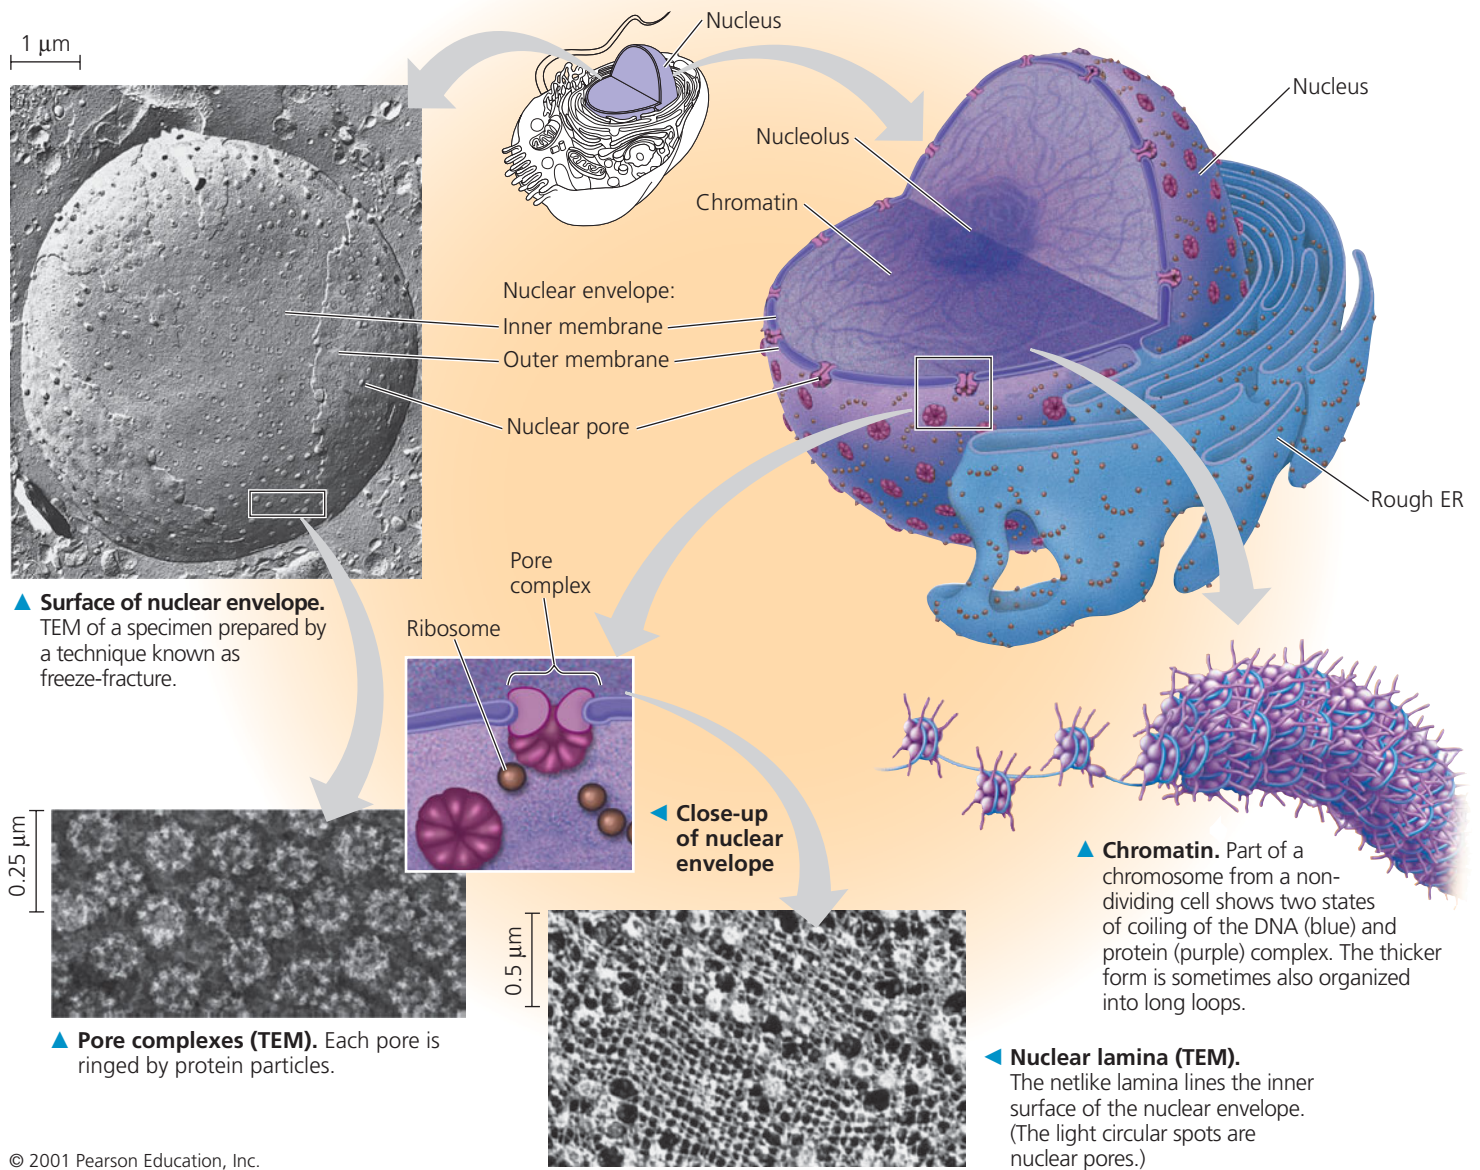 Nucleus
1 μm
Nucleus
Nucleolus
Chromatin
Nuclear envelope:
Inner membrane
Outer membrane
Nuclear pore
Rough ER
Pore
complex
Ribosome
▲ Surface of nuclear envelope.
TEM of a specimen prepared by
a technique known as
freeze-fracture.
◄ Close-up
of nuclear
envelope
0.25 μm
▲ Pore complexes (TEM). Each pore is
ringed by protein particles.
0.5 μm
▲ Chromatin. Part of a
chromosome from a non-
dividing cell shows two states
of coiling of the DNA (blue) and
protein (purple) complex. The thicker
form is sometimes also organized
into long loops.
◄ Nuclear lamina (TEM).
The netlike lamina lines the inner
surface of the nuclear envelope.
(The light circular spots are
nuclear pores.)
© 2001 Pearson Education, Inc.